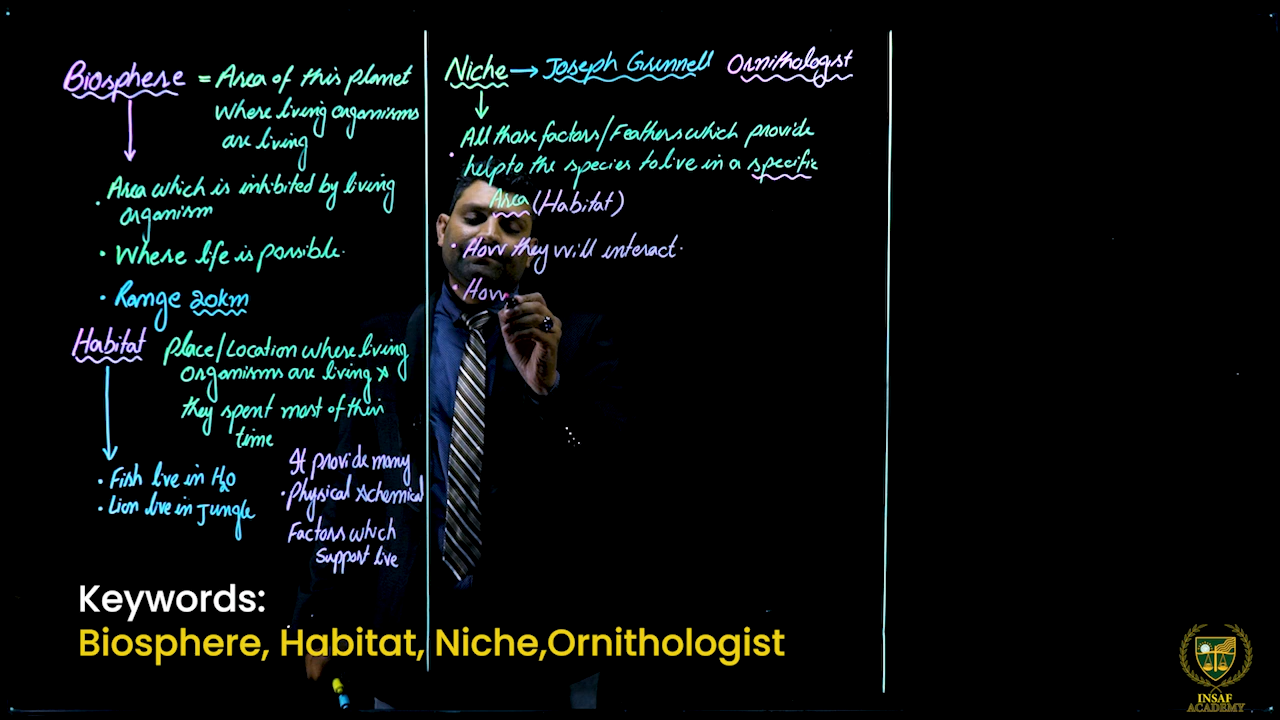 Biosphere = Area of this planet
where living organisms
are living
· Area which is inhibited by living
organism
· Where life is possible.
· Range 20km
Habitat Place/Location where living
organisms are living &
they spent most of their
time
· Fish live in H2O
· Lion live in Jungle
It provide many
· Physical & chemical
Factors which
support live
Niche → Joseph Grinnell Ornithologist
· All those factors/Feathers which provide
help to the species to live in a specific
Area (Habitat)
· How they will interact.
· How
Keywords:
Biosphere, Habitat, Niche,Ornithologist
INSAF
ACADEMY